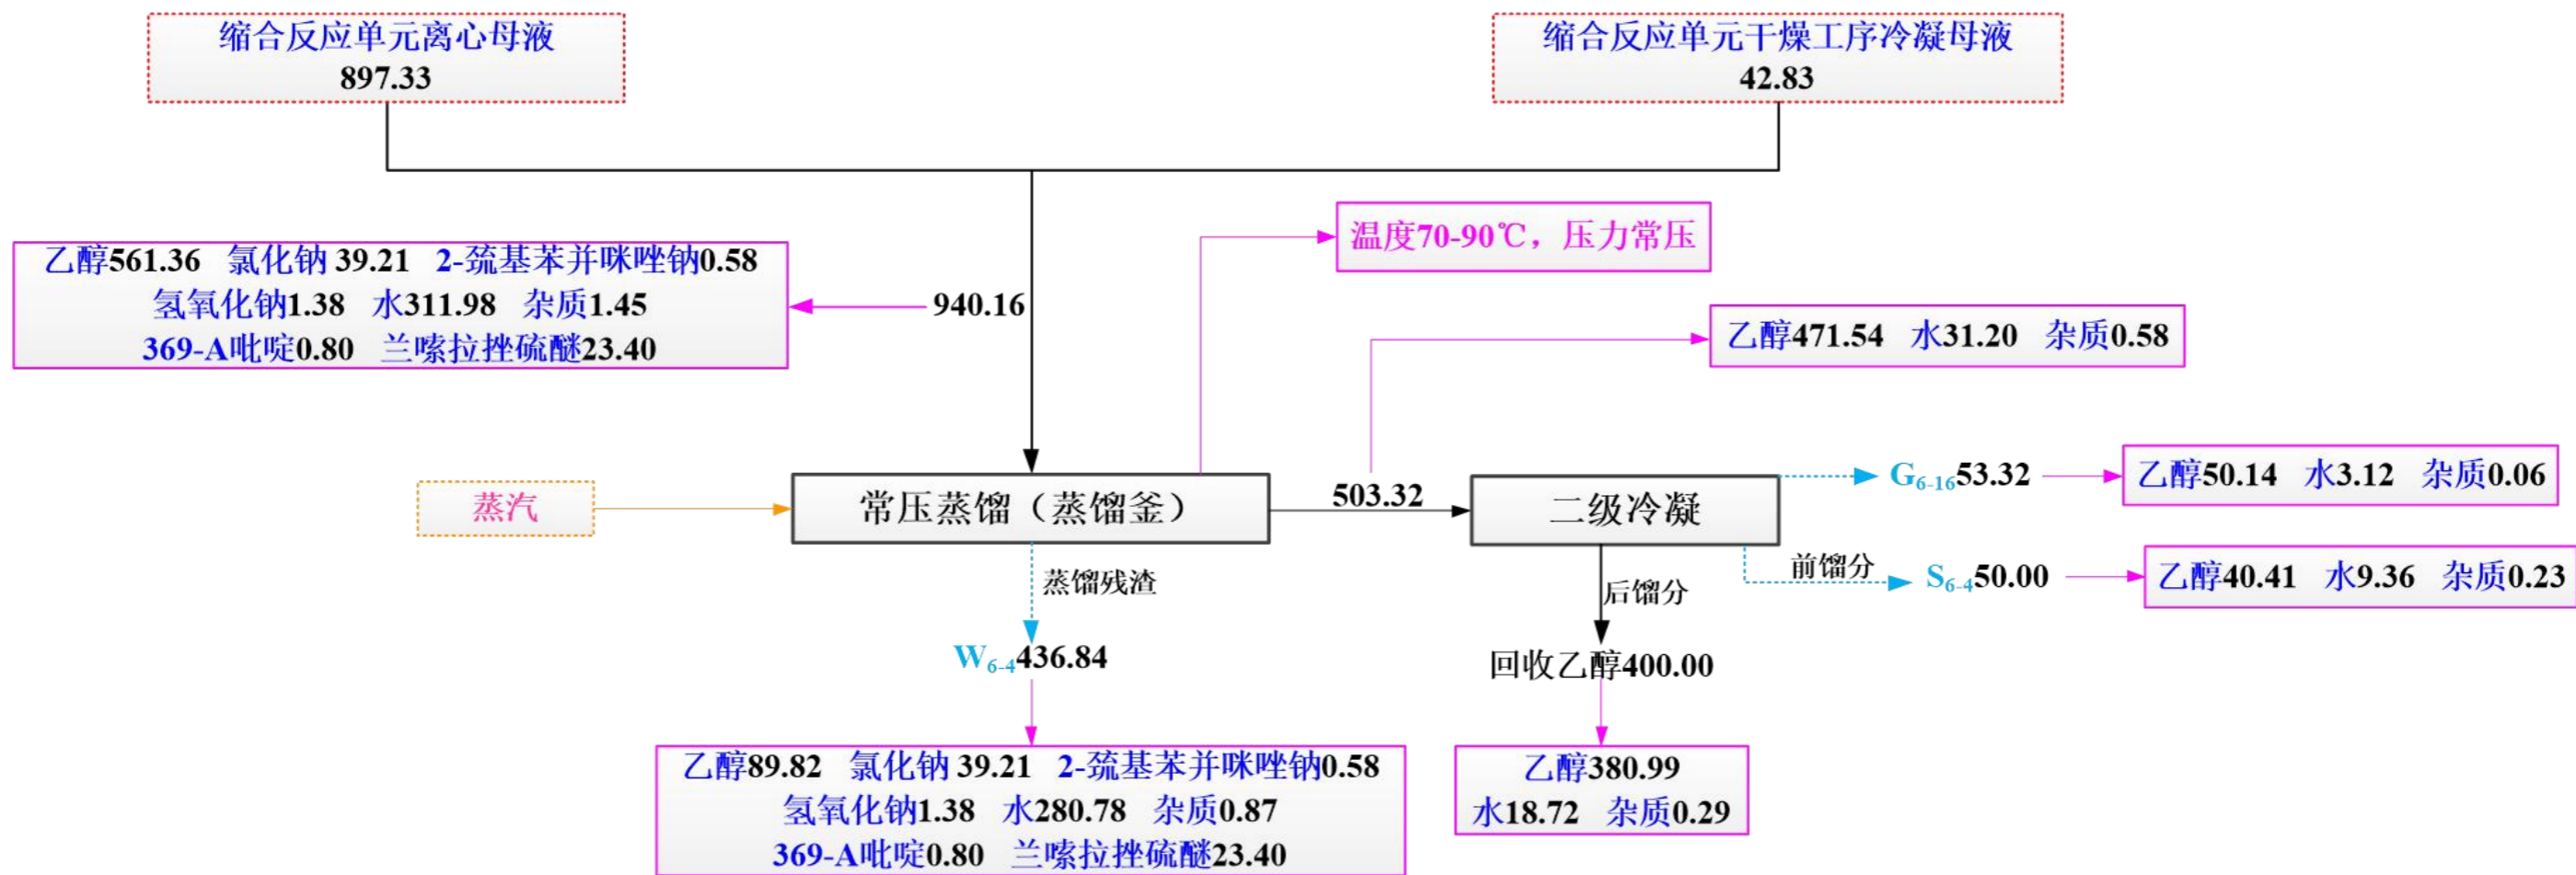 缩合反应单元离心母液
897.33
缩合反应单元干燥工序冷凝母液
42.83
温度70-90℃，压力常压
乙醇561.36 氯化钠 39.21 2-巯基苯并咪唑钠0.58
氢氧化钠1.38 水311.98 杂质1.45
369-A吡啶0.80 兰嗦拉挫硫醚23.40
940.16
乙醇471.54 水31.20 杂质0.58
蒸汽
常压蒸馏（蒸馏釜）
503.32
二级冷凝
G6-1653.32
乙醇50.14 水3.12 杂质0.06
前馏分
S6-450.00
乙醇40.41 水9.36 杂质0.23
蒸馏残渣
后馏分
W6-4436.84
回收乙醇400.00
乙醇89.82 氯化钠 39.21 2-巯基苯并咪唑钠0.58
氢氧化钠1.38 水280.78 杂质0.87
369-A吡啶0.80 兰嗦拉挫硫醚23.40
乙醇380.99
水18.72 杂质0.29